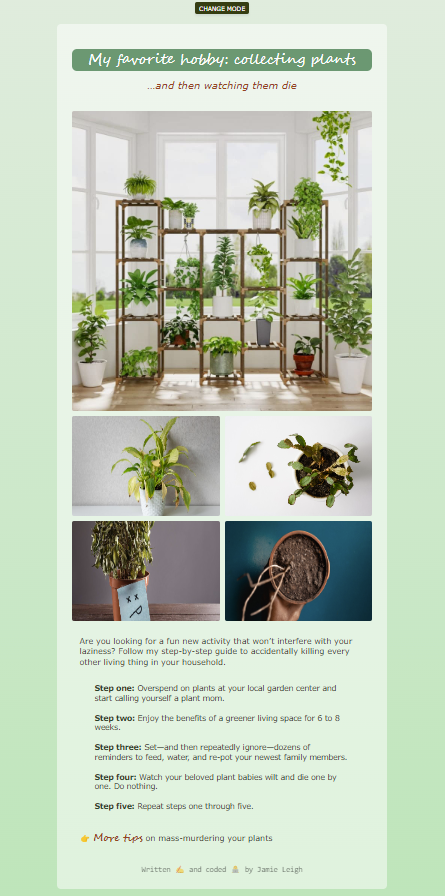 CHANGE MODE
My favorite hobby: collecting plants
...and then watching them die
x x
Are you looking for a fun new activity that won't interfere with your
laziness? Follow my step-by-step guide to accidentally killing every
other living thing in your household.
Step one: Overspend on plants at your local garden center and
start calling yourself a plant mom.
Step two: Enjoy the benefits of a greener living space for 6 to 8
weeks.
Step three: Set—and then repeatedly ignore—dozens of
reminders to feed, water, and re-pot your newest family members.
Step four: Watch your beloved plant babies wilt and die one by
one. Do nothing.
Step five: Repeat steps one through five.
👉 More tips on mass-murdering your plants
Written ✍️ and coded 👩‍💻 by Jamie Leigh